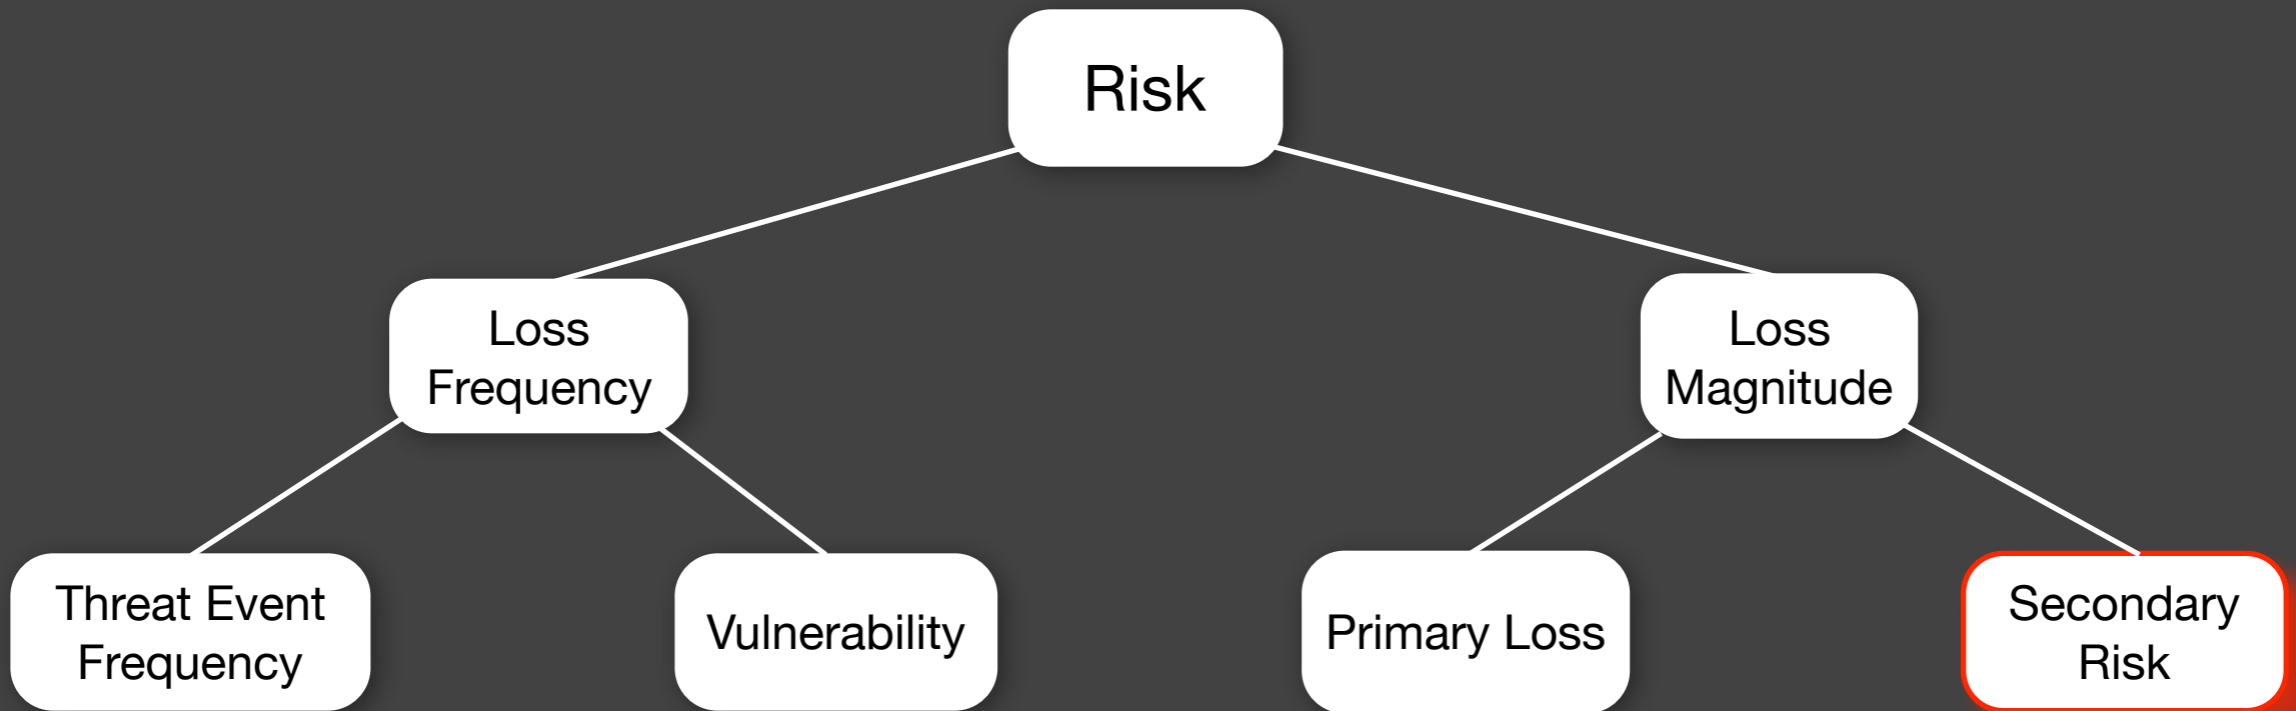 Risk
Loss
Frequency
Loss
Magnitude
Threat Event
Frequency
Vulnerability
Primary Loss
Secondary
Risk